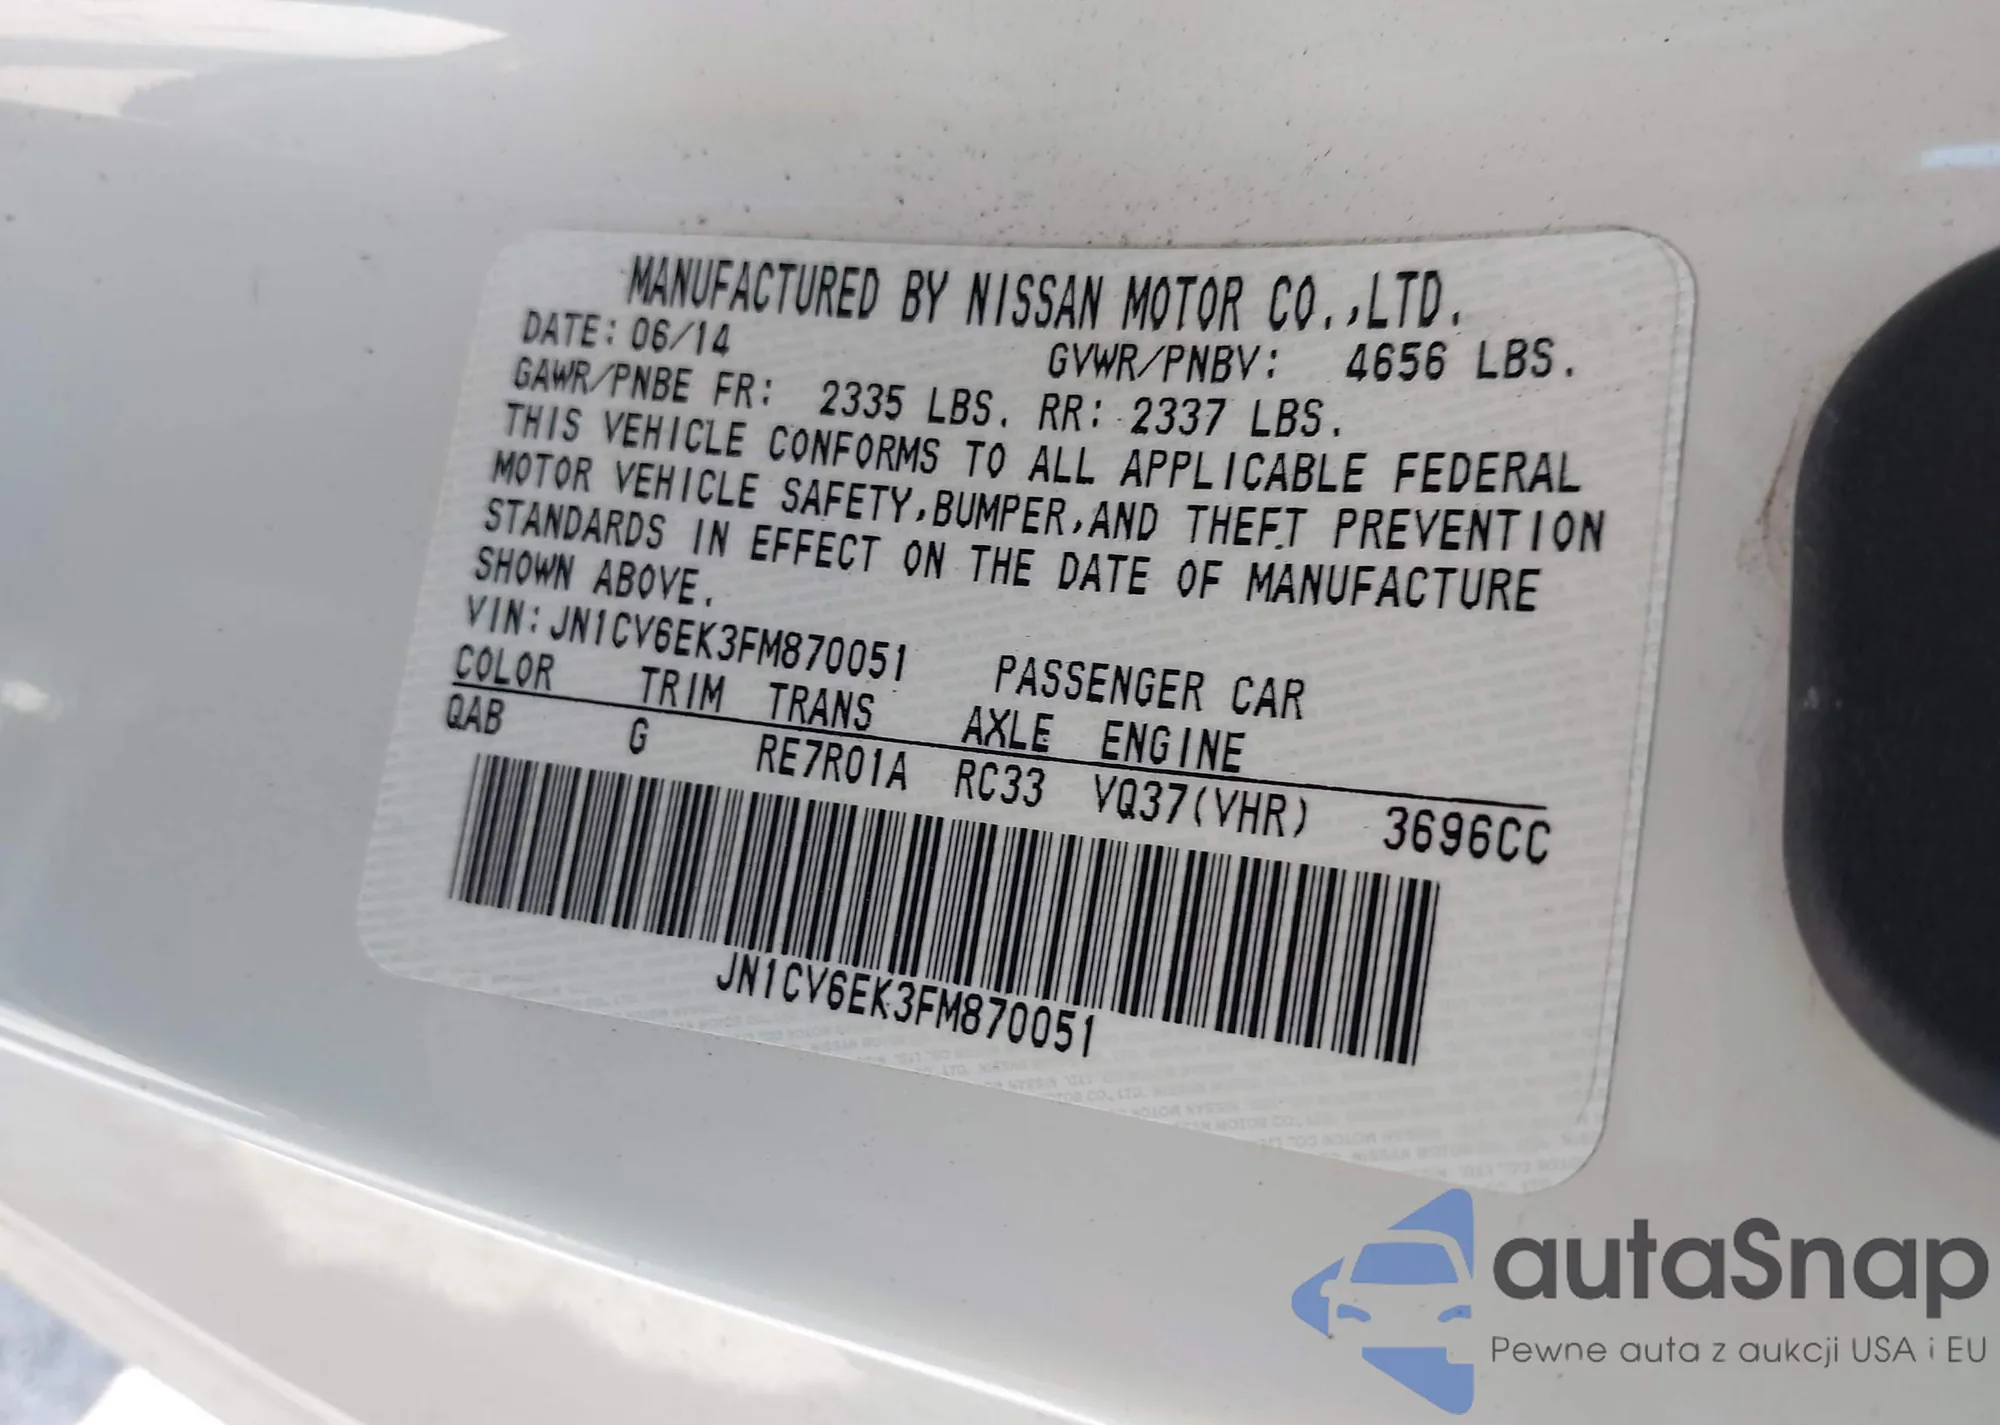 MANUFACTURED BY NISSAN MOTOR CO.,LTD.
DATE: 06/14 GVWR/PNBV: 4656 LBS.
GAWR/PNBE FR: 2335 LBS. RR: 2337 LBS.
THIS VEHICLE CONFORMS TO ALL APPLICABLE FEDERAL
MOTOR VEHICLE SAFETY,BUMPER,AND THEFT PREVENTION
STANDARDS IN EFFECT ON THE DATE OF MANUFACTURE
SHOWN ABOVE.
VIN: JN1CV6EK3FM870051 PASSENGER CAR
COLOR TRIM TRANS AXLE ENGINE
QAB G RE7R01A RC33 VQ37(VHR) 3696CC
JN1CV6EK3FM870051
autaSnap
Pewne auta z aukcji USA i EU